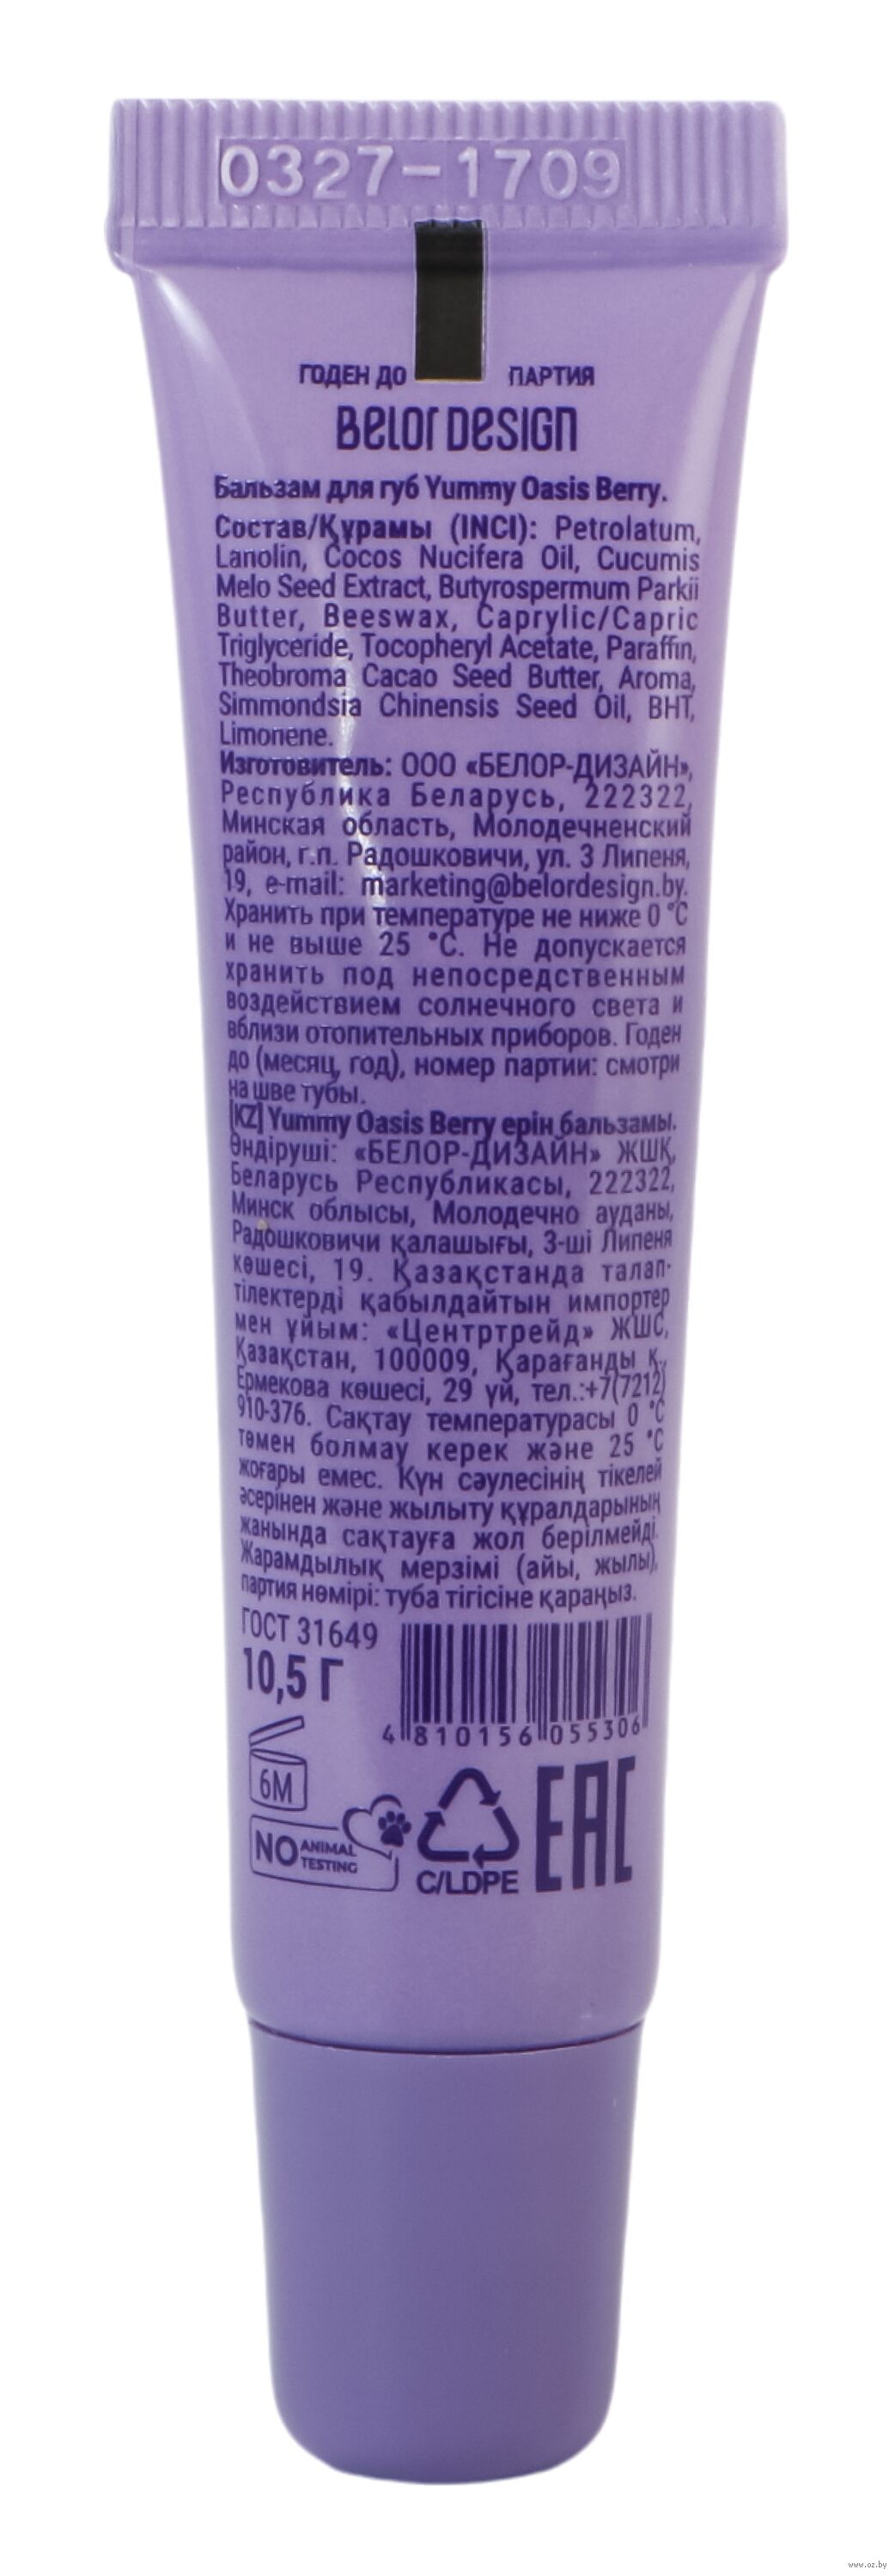 0327-1709
ГОДЕН ДО ПАРТИЯ
BELOR DESIGN
Бальзам для губ Yummy Oasis Berry.
Состав/Құрамы (INCI): Petrolatum,
Lanolin, Cocos Nucifera Oil, Cucumis
Melo Seed Extract, Butyrospermum Parkii
Butter, Beeswax, Caprylic/Capric
Triglyceride, Tocopheryl Acetate, Paraffin,
Theobroma Cacao Seed Butter, Aroma,
Simmondsia Chinensis Seed Oil, BHT,
Limonene.
Изготовитель: ООО «БЕЛОР-ДИЗАЙН»,
Республика Беларусь, 222322,
Минская область, Молодечненский
район, г.п. Радошковичи, ул. 3 Липеня,
19, e-mail: marketing@belordesign.by.
Хранить при температуре не ниже 0 °C
и не выше 25 °C. Не допускается
хранить под непосредственным
воздействием солнечного света и
вблизи отопительных приборов. Годен
до (месяц, год), номер партии: смотри
на шве тубы.
[KZ] Yummy Oasis Berry ерін бальзамы.
Өндіруші: «БЕЛОР-ДИЗАЙН» ЖШҚ,
Беларусь Республикасы, 222322,
Минск облысы, Молодечно ауданы,
Радошковичи қалашығы, 3-ші Липеня
көшесі, 19. Қазақстанда талап-
тілектерді қабылдайтын импортер
мен ұйым: «Центртрейд» ЖШС,
Қазақстан, 100009, Қарағанды қ.,
Ермекова көшесі, 29 үй, тел.:+7(7212)
910-376. Сақтау температурасы 0 °C
төмен болмау керек және 25 °C
жоғары емес. Күн сәулесінің тікелей
әсерінен және жылыту құралдарының
жанында сақтауға жол берілмейді.
Жарамдылық мерзімі (айы, жылы),
партия нөмірі: туба тігісіне қараңыз.
ГОСТ 31649
10,5 Г
4 810156 055306
6M
NO ANIMAL TESTING
C/LDPE
EAC
www.oz.by